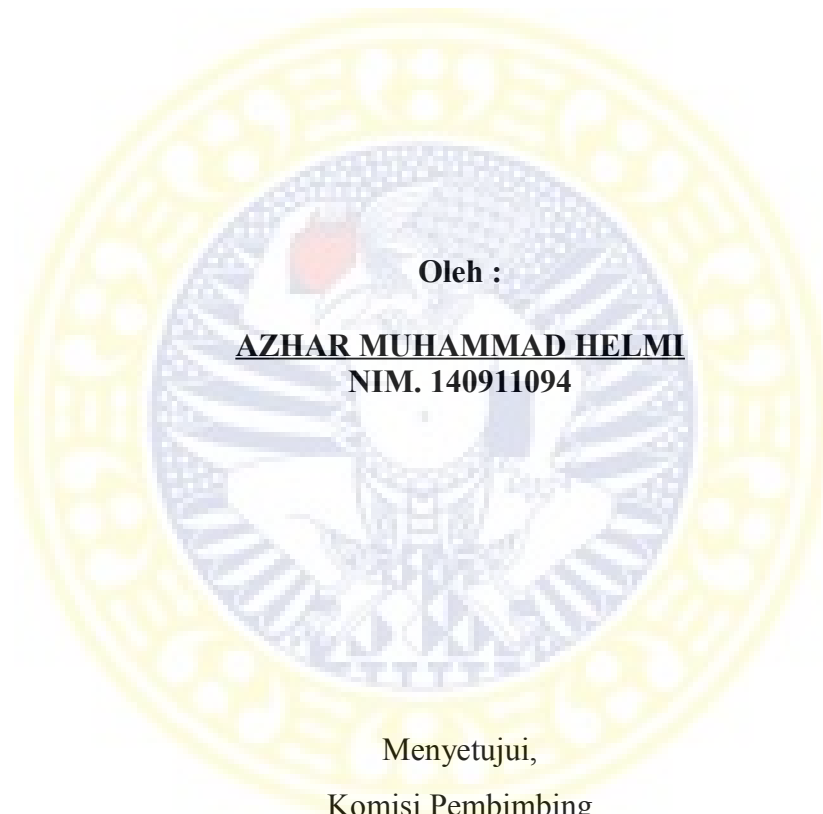 Oleh :
AZHAR MUHAMMAD HELMI
NIM. 140911094
Menyetujui,
Komisi Pembimbing